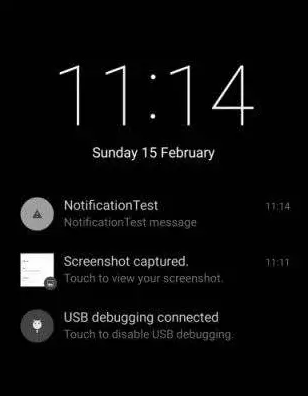 11:14
Sunday 15 February
NotificationTest 11:14
NotificationTest message
Screenshot captured. 11:11
Touch to view your screenshot.
USB debugging connected
Touch to disable USB debugging.